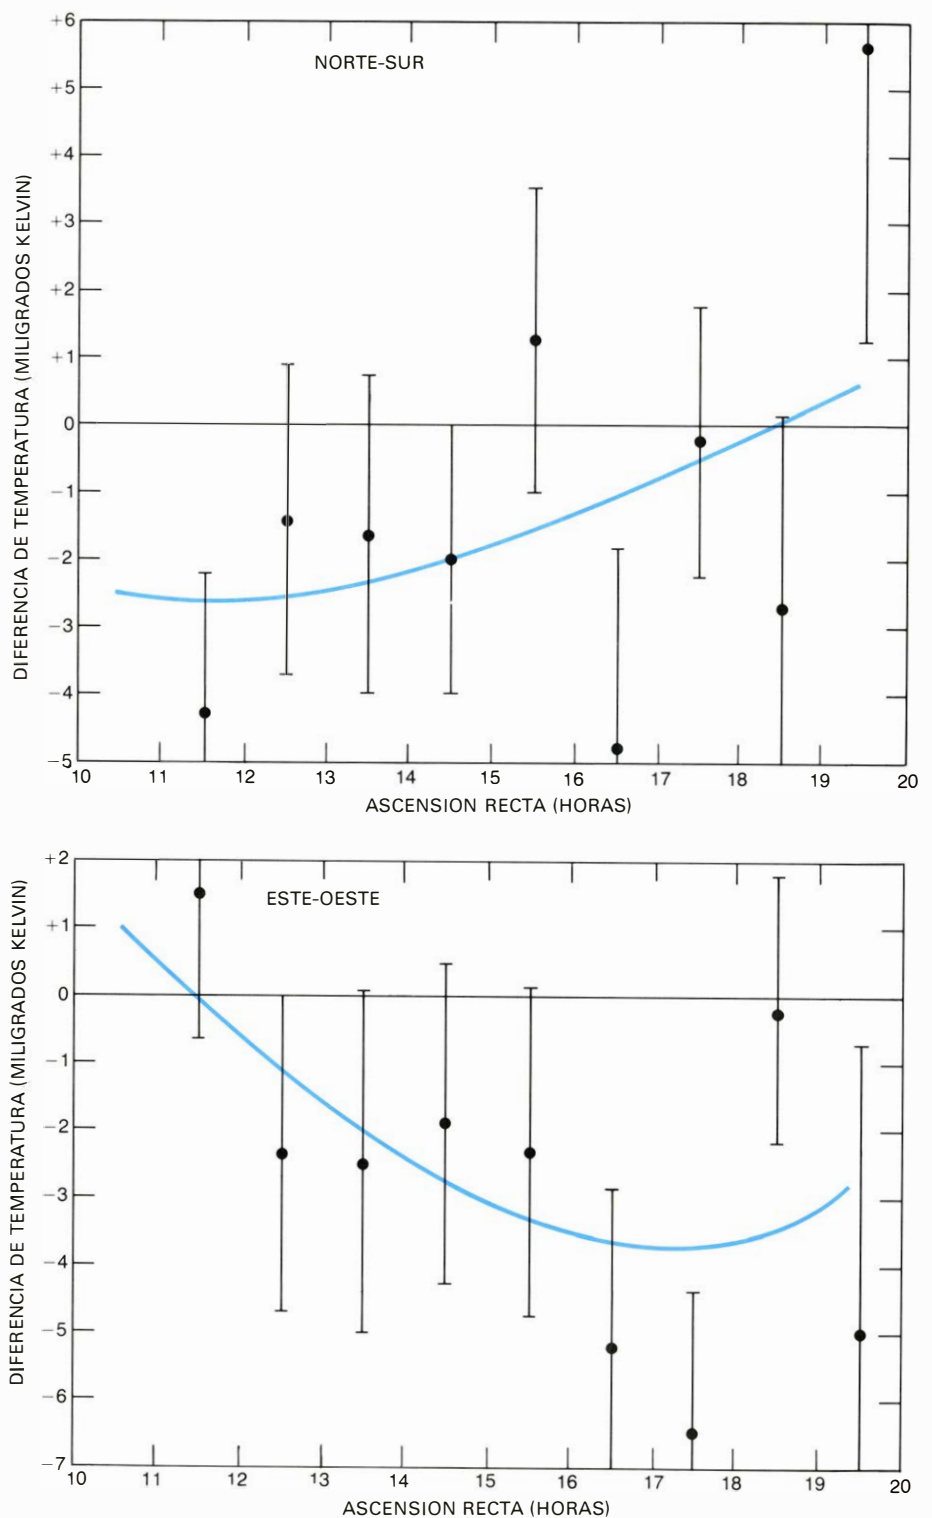 +6
NORTE-SUR
+5
+4
+3
+2
+1
0
−1
−2
−3
−4
−5
DIFERENCIA DE TEMPERATURA (MILIGRADOS KELVIN)
10 11 12 13 14 15 16 17 18 19 20
ASCENSION RECTA (HORAS)
+2
ESTE-OESTE
+1
0
−1
−2
−3
−4
−5
−6
−7
DIFERENCIA DE TEMPERATURA (MILIGRADOS KELVIN)
10 11 12 13 14 15 16 17 18 19 20
ASCENSION RECTA (HORAS)